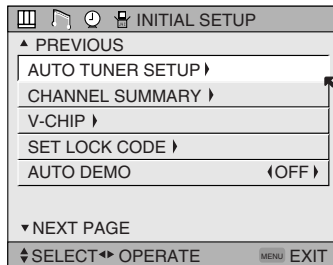 INITIAL SETUP
▲ PREVIOUS
AUTO TUNER SETUP
CHANNEL SUMMARY
V-CHIP
SET LOCK CODE
AUTO DEMO OFF
▼NEXT PAGE
SELECT OPERATE MENU EXIT